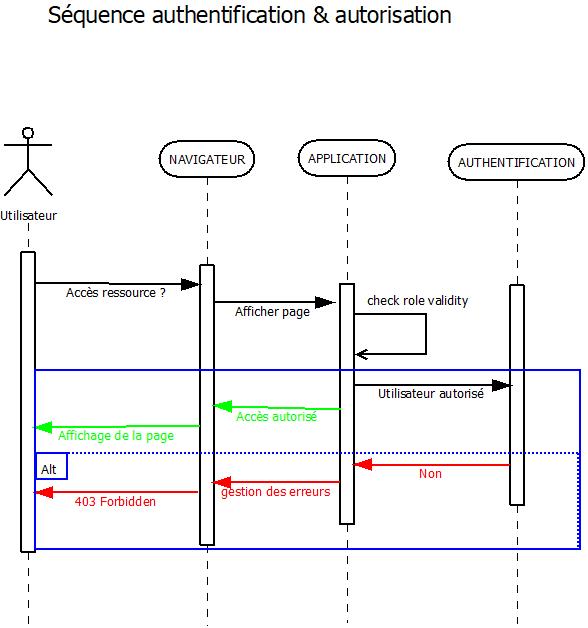 Séquence authentification & autorisation
NAVIGATEUR
APPLICATION
AUTHENTIFICATION
Utilisateur
Accès ressource ?
Afficher page
check role validity
Utilisateur autorisé
Accès autorisé
Affichage de la page
Alt
Non
gestion des erreurs
403 Forbidden